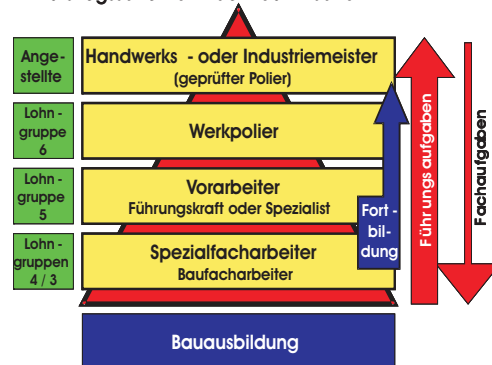 Ange-
stellte
Handwerks - oder Industriemeister
(geprüfter Polier)
Lohn-
gruppe
6
Werkpolier
Lohn -
gruppe
5
Vorarbeiter
Führungskraft oder Spezialist
Lohn -
gruppen
4 / 3
Spezialfacharbeiter
Baufacharbeiter
Fort -
bil-
dung
Führungs aufgaben
Fachaufgaben
Bauausbildung